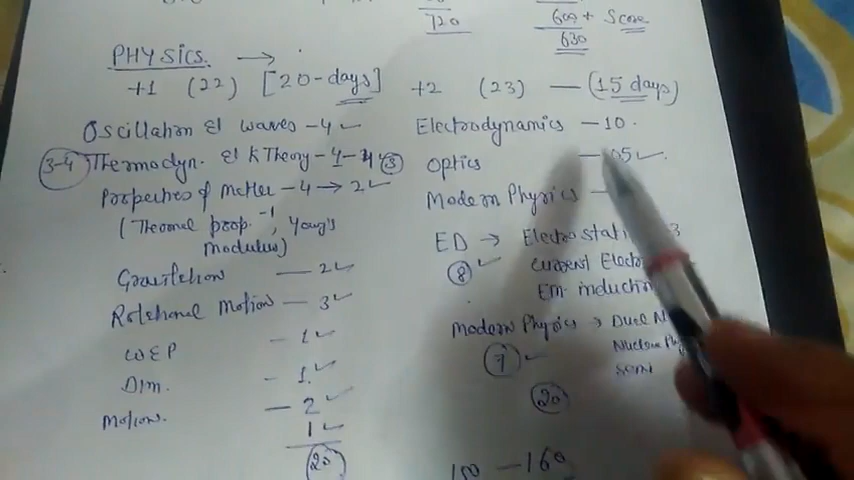 720
600+ Score
630
PHYSICS. →
+1 (22) [20-days]
Oscillation & waves - 4 ✓
3-4 Thermodyn. & K Theory - 4 - 4 3
Properties of Matter - 4 → 2 ✓
(Thermal prop. -1, Young's
Modulus)
Gravitation — 2 ✓
Rotational Motion — 3 ✓
WEP - 1 ✓
Dim. - 1. ✓
Motion. — 2 ✓
1 ✓
20
+2 (23) — (15 days)
Electrodynamics - 10.
Optics — 05 ✓
Modern Physics -
ED → Electrostati 3
8 ✓ Current Elect
EM-induction
Modern Physics → Dual N
7 ✓ Nuclear Phy
Semi
20
150 - 160